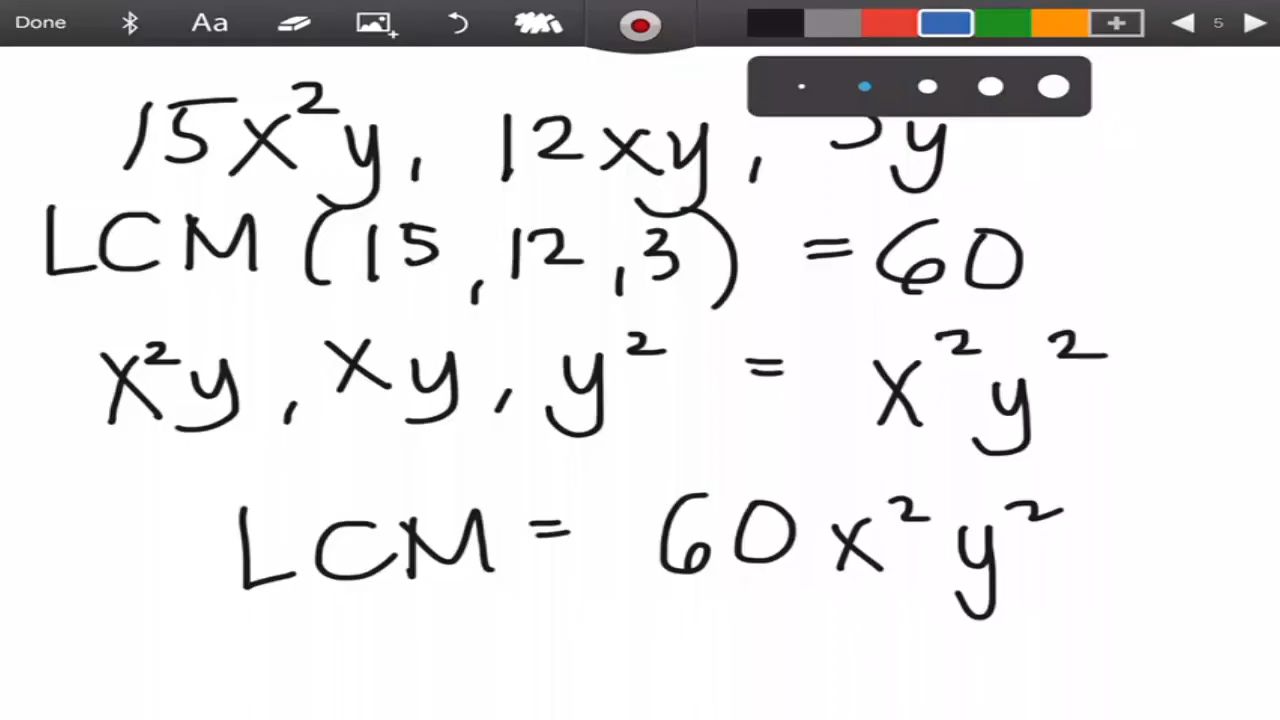 Done Aa 5
15x²y, 12xy, y
LCM (15, 12, 3) = 60
x²y, xy, y² = x²y²
LCM = 60x²y²